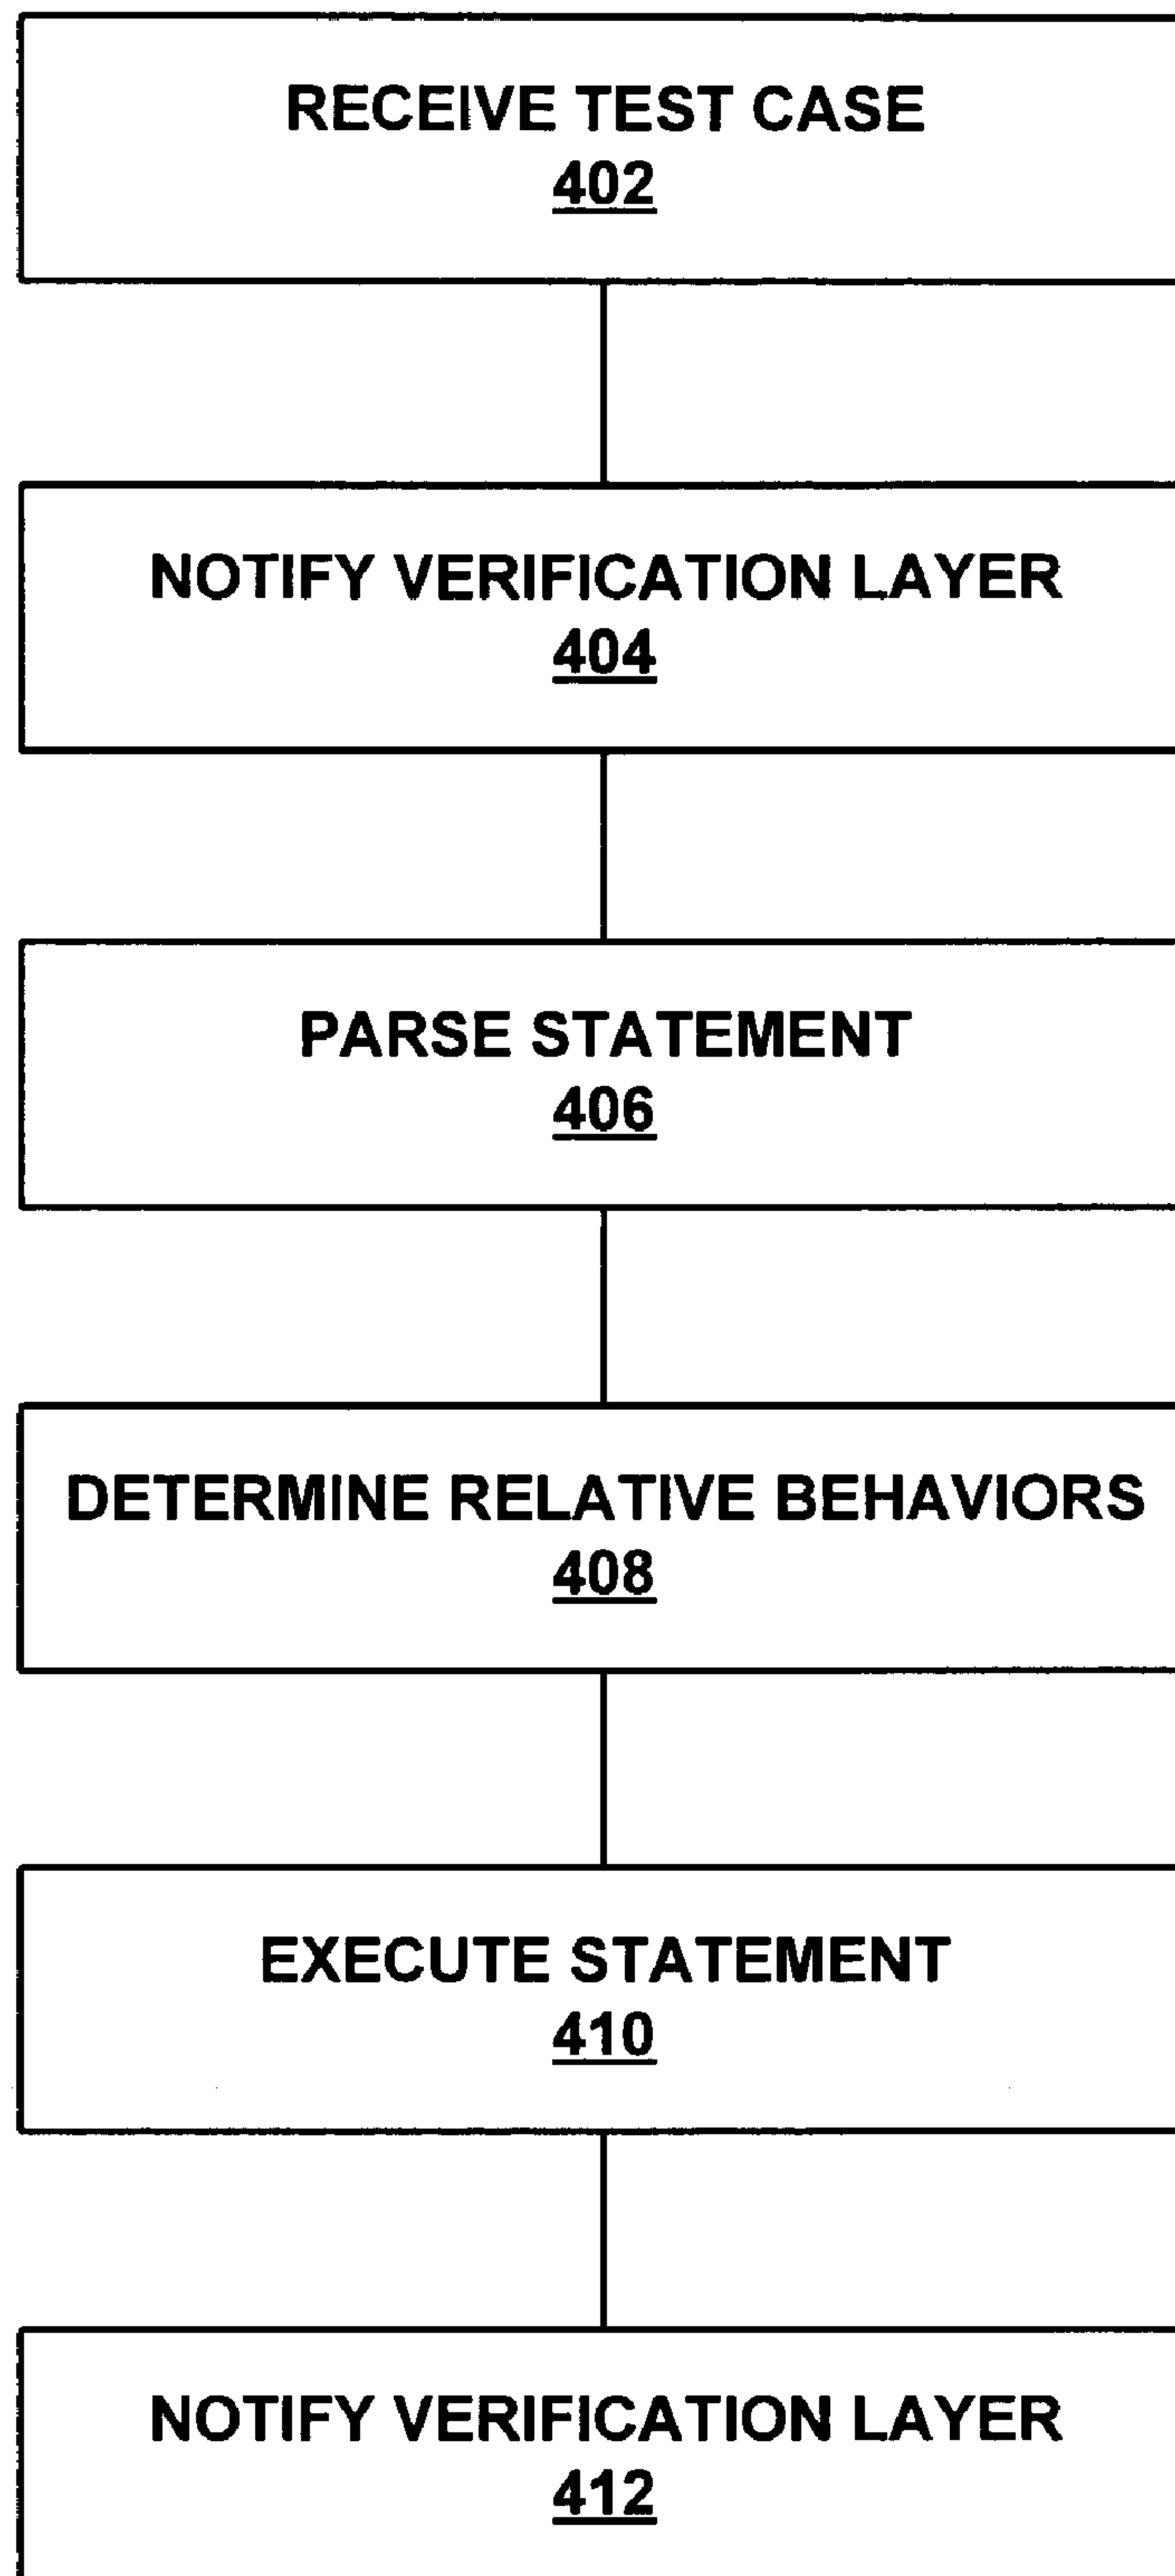 RECEIVE TEST CASE
402
NOTIFY VERIFICATION LAYER
404
PARSE STATEMENT
406
DETERMINE RELATIVE BEHAVIORS
408
EXECUTE STATEMENT
410
NOTIFY VERIFICATION LAYER
412